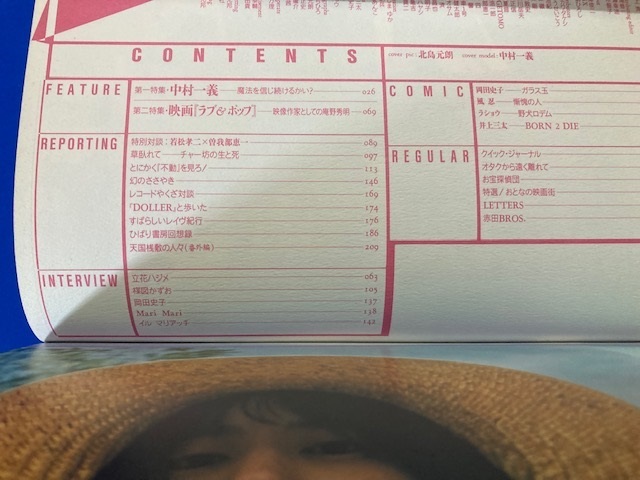 CONTENTS
cover pic: 北島元朗 cover model: 中村一義
FEATURE
第一特集・中村一義——魔法を信じ続けるかい? 026
第二特集・映画『ラブ&ポップ』——映像作家としての庵野秀明 069
REPORTING
特別対談:若松孝二×曽我部恵一 089
草臥れて——チャー坊の生と死 097
とにかく「不動」を見ろ! 113
幻のささやき 146
レコードやくざ対談 169
「DOLLER」と歩いた 174
すばらしいレイヴ紀行 176
ひばり書房回想録 186
天国桟敷の人々(番外編) 209
INTERVIEW
立花ハジメ 063
楳図かずお 105
岡田史子 137
Mari Mari 138
イル マリアッチ 142
COMIC
岡田史子——ガラス玉
風 忍——慟愧の人
ラショウ——野犬ロデム
井上三太——BORN 2 DIE
REGULAR
クイック・ジャーナル
オタクから遠く離れて
お宝探偵団
特選!おとなの映画街
LETTERS
赤田BROS.